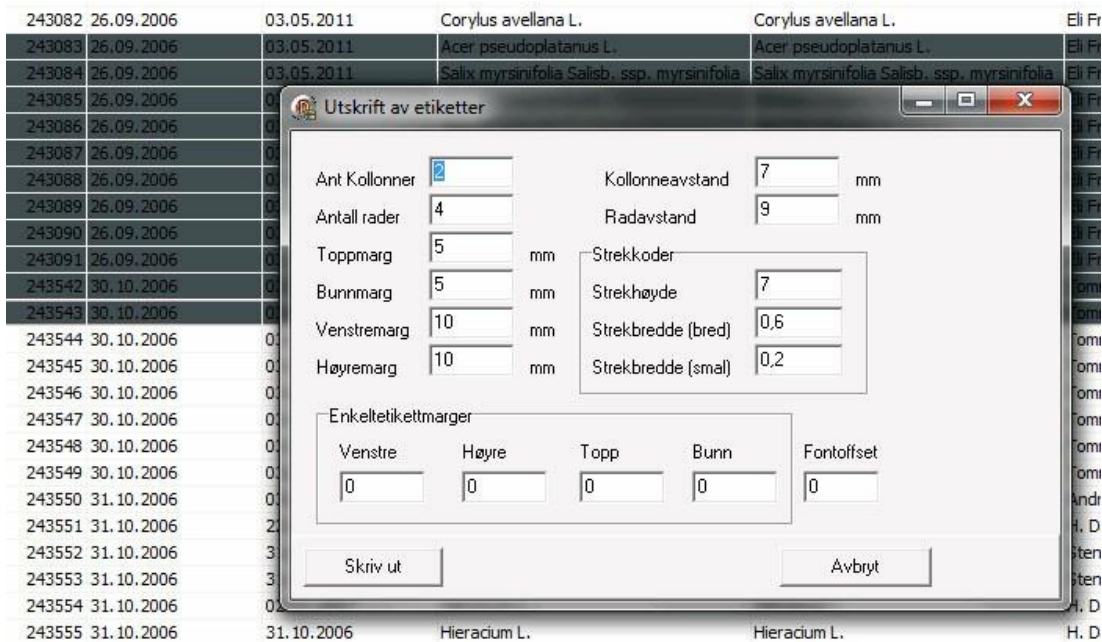 243082 26.09.2006 03.05.2011 Corylus avellana L. Corylus avellana L. Eli Fr
243083 26.09.2006 03.05.2011 Acer pseudoplatanus L. Acer pseudoplatanus L. Eli Fr
243084 26.09.2006 03.05.2011 Salix myrsinifolia Salisb. ssp. myrsinifolia Salix myrsinifolia Salisb. ssp. myrsinifolia Eli Fr
243085 26.09.2006
Utskrift av etiketter
243086 26.09.2006
243087 26.09.2006
243088 26.09.2006
243089 26.09.2006
243090 26.09.2006
243091 26.09.2006
243542 30.10.2006
243543 30.10.2006
243544 30.10.2006
243545 30.10.2006
243546 30.10.2006
243547 30.10.2006
243548 30.10.2006
243549 30.10.2006
243550 31.10.2006
243551 31.10.2006
243552 31.10.2006
243553 31.10.2006
243554 31.10.2006
Ant Kollonner 2 Kollonneavstand 7 mm
Antall rader 4 Radavstand 9 mm
Toppmarg 5 mm Strekkoder
Bunnmarg 5 mm Strekhøyde 7
Venstremarg 10 mm Strekbredde (bred) 0,6
Høyremarg 10 mm Strekbredde (smal) 0,2
Enkeltetikettmarger
Venstre Høyre Topp Bunn Fontoffset
0 0 0 0 0
Skriv ut Avbryt
243555 31.10.2006 31.10.2006 Hieracium L. Hieracium L. H. D